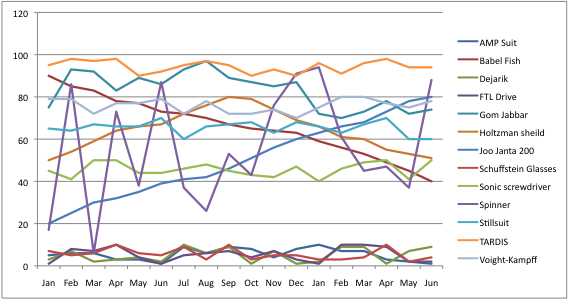 120
100
80
60
40
20
0
Jan Feb Mar Apr May Jun Jul Aug Sep Oct Nov Dec Jan Feb Mar Apr May Jun
AMP Suit
Babel Fish
Dejarik
FTL Drive
Gom Jabbar
Holtzman sheild
Joo Janta 200
Schuffstein Glasses
Sonic screwdriver
Spinner
Stillsuit
TARDIS
Voight-Kampff